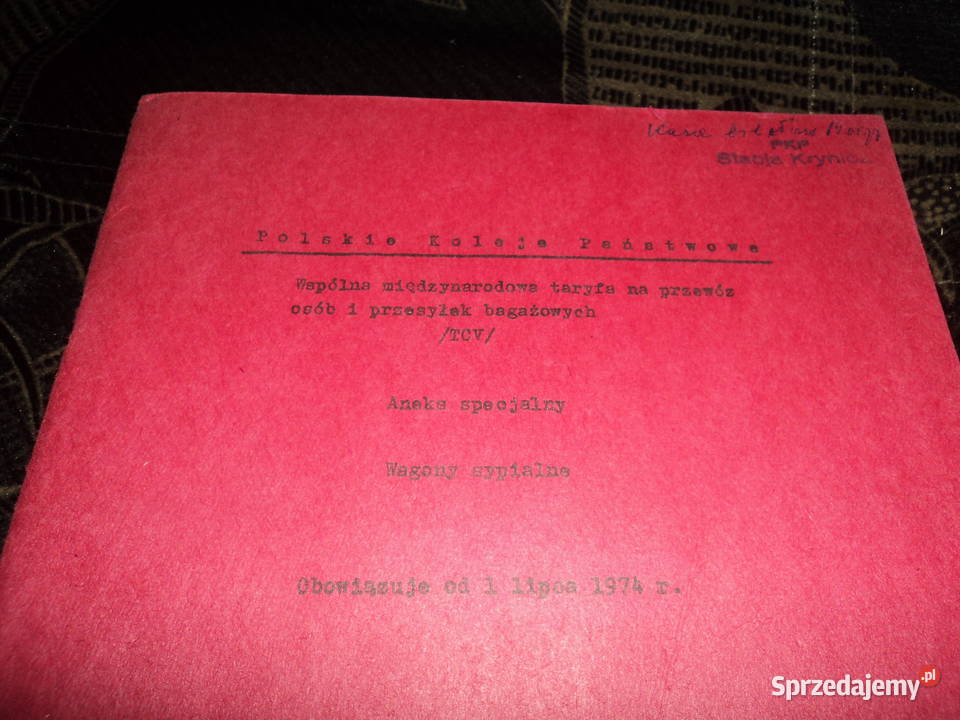 Kasa
PKP
Stacja Krynica
Polskie Koleje Państwowe
Wspólna międzynarodowa taryfa na przewóz
osób i przesyłek bagażowych
/TCV/
Aneks specjalny
Wagony sypialne
Obowiązuje od 1 lipca 1974 r.
Sprzedajemy.pl